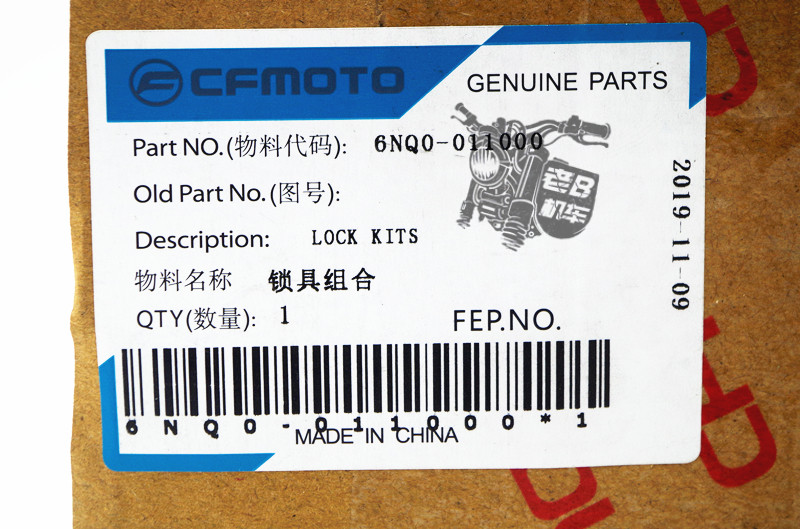 CFMOTO
GENUINE PARTS
Part NO.(物料代码): 6NQ0-011000
Old Part No.(图号):
Description: LOCK KITS
物料名称 锁具组合
QTY(数量): 1
FEP.NO.
6NQ0-011000*1
MADE IN CHINA
2019-11-09
机华